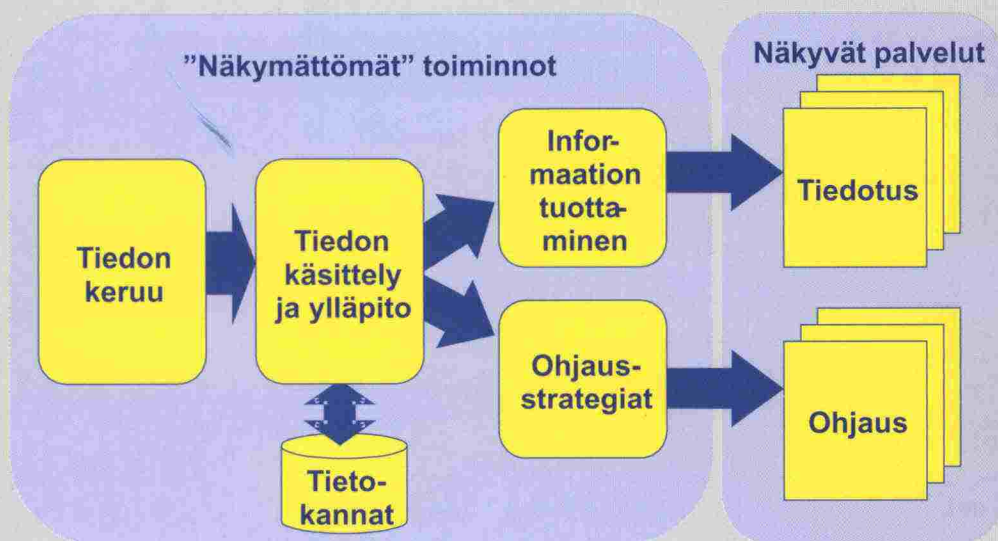 ”Näkymättömät” toiminnot
Näkyvät palvelut
Tiedon
keruu
Tiedon
käsittely
ja ylläpito
Tieto-
kannat
Infor-
maation
tuotta-
minen
Ohjaus-
strategiat
Tiedotus
Ohjaus